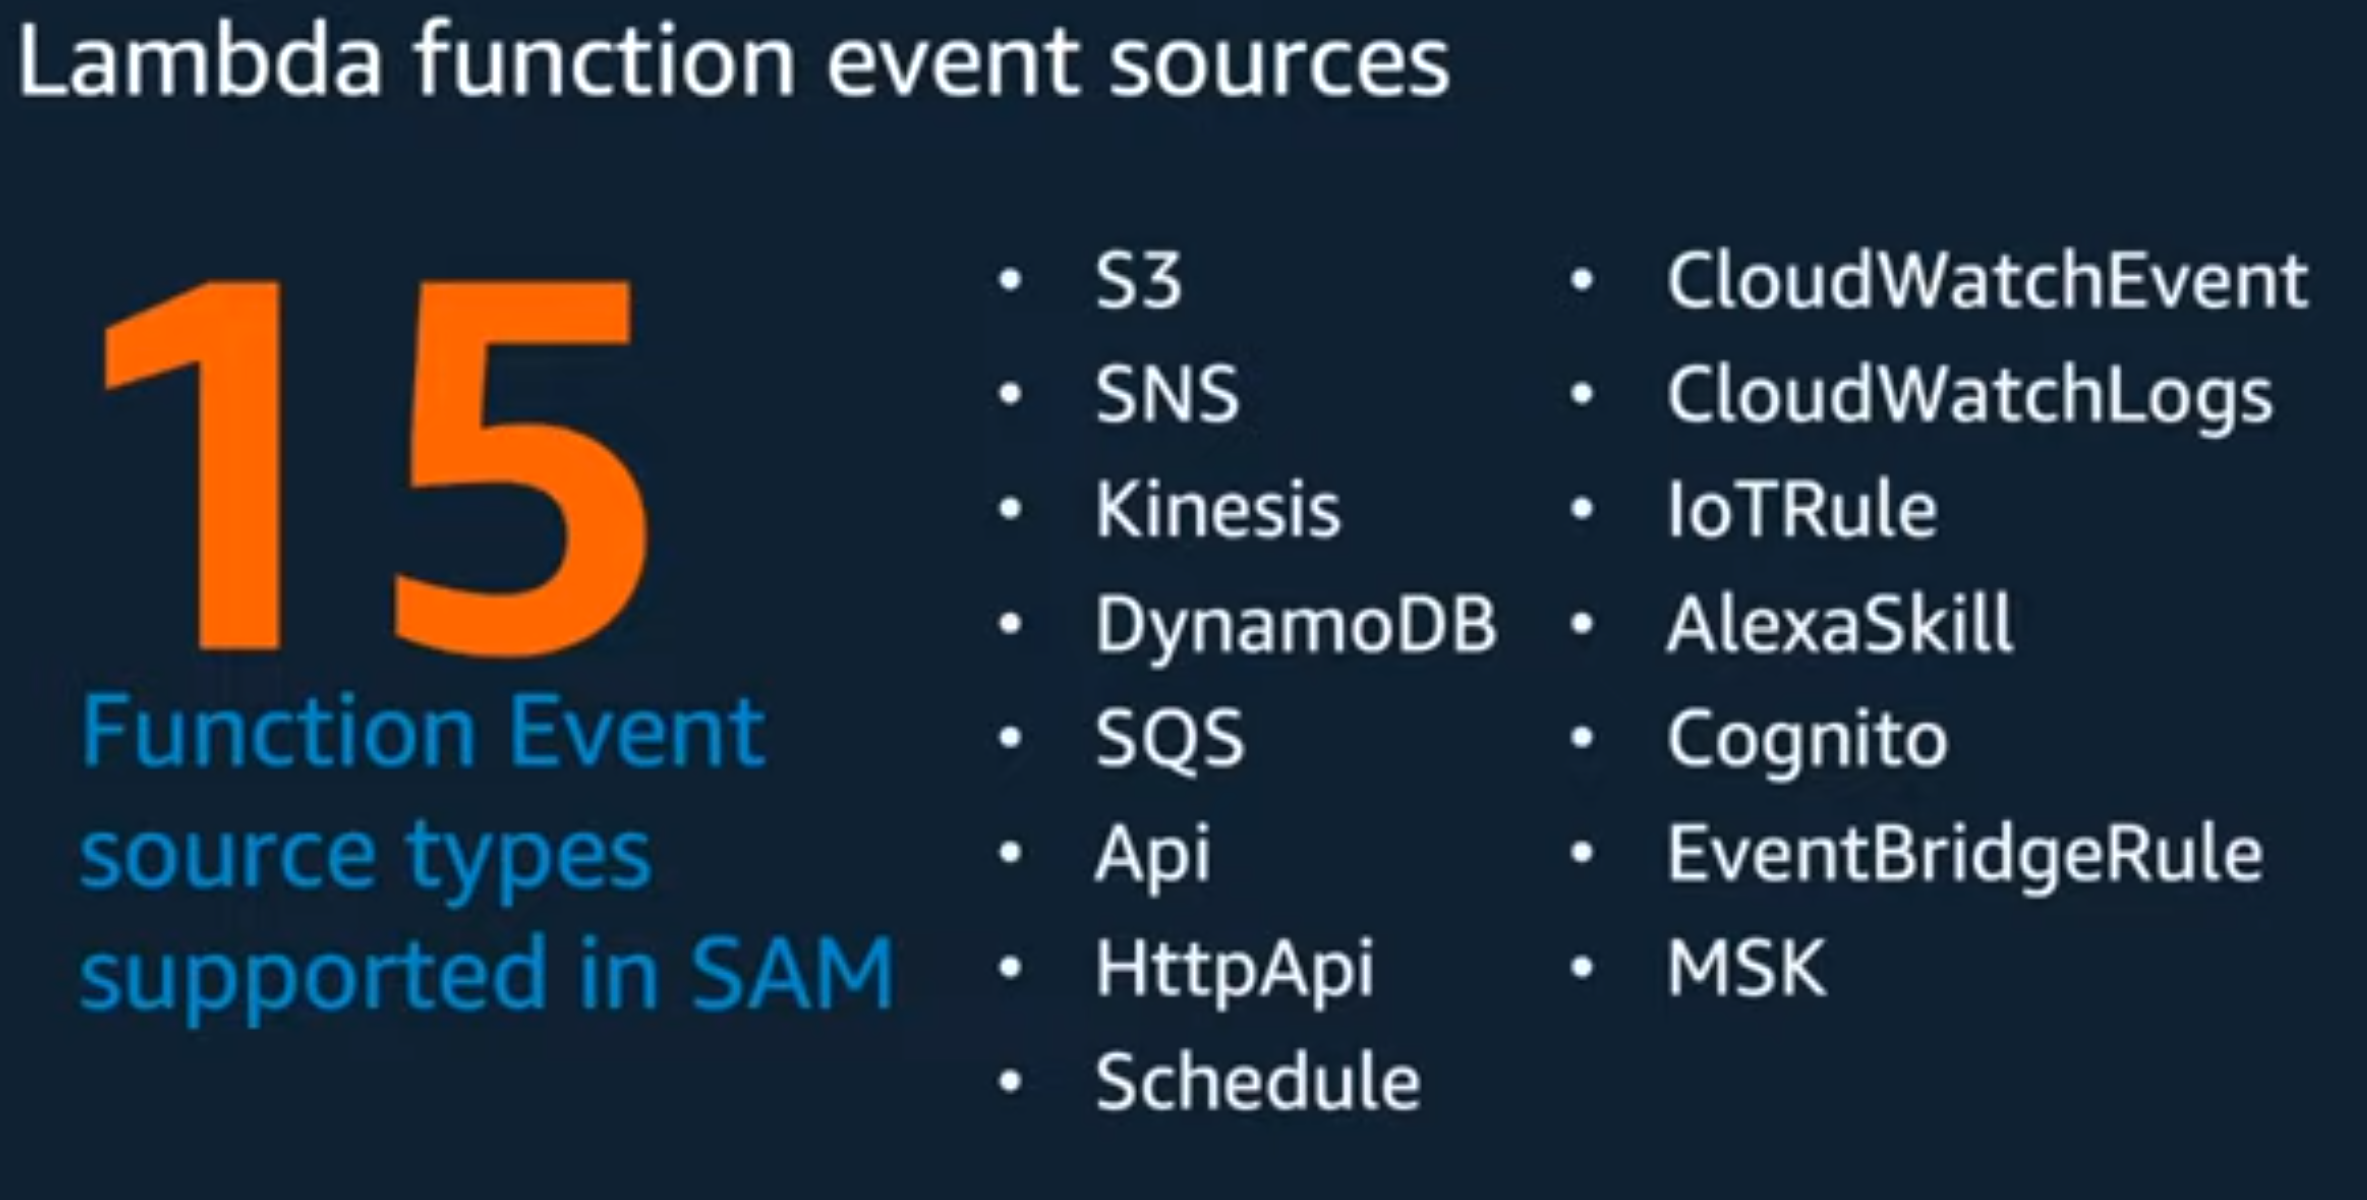 Lambda function event sources
15
Function Event
source types
supported in SAM
• S3
• SNS
• Kinesis
• DynamoDB
• SQS
• Api
• HttpApi
• Schedule
• CloudWatchEvent
• CloudWatchLogs
• IoTRule
• AlexaSkill
• Cognito
• EventBridgeRule
• MSK